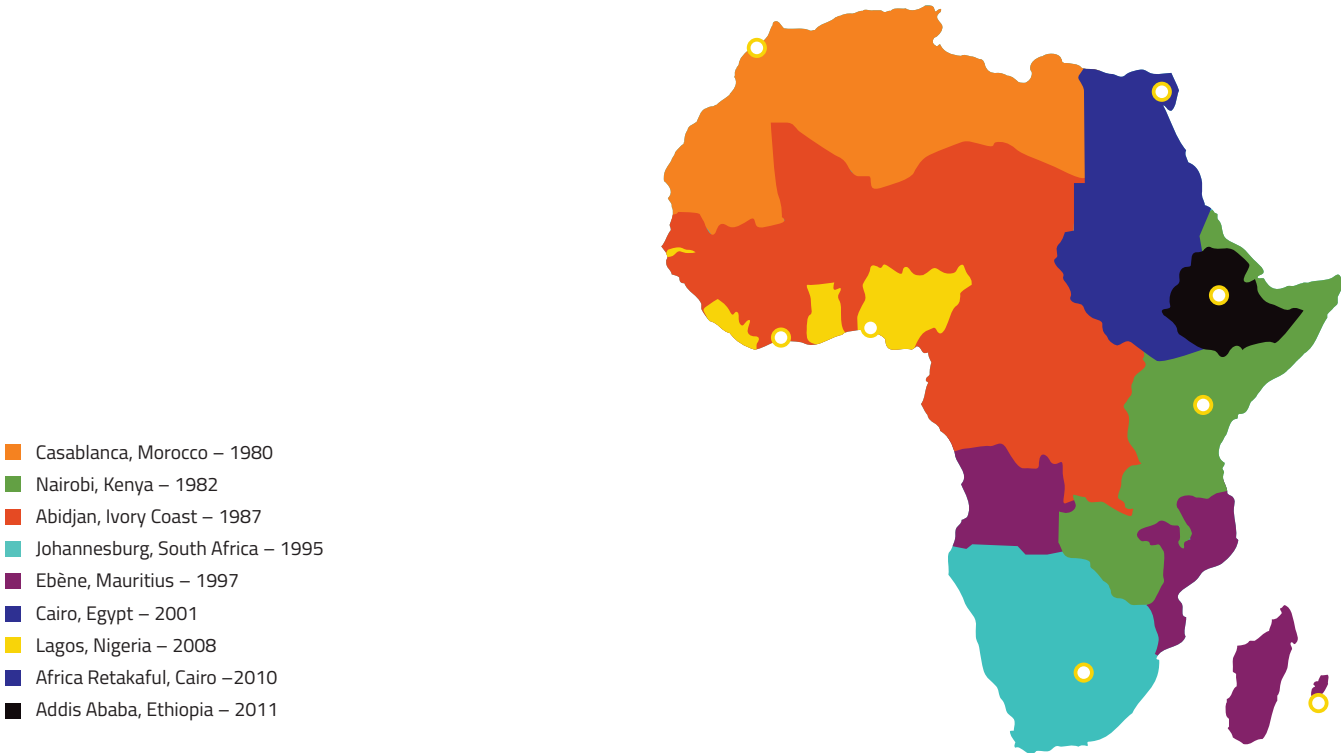 Casablanca, Morocco – 1980
Nairobi, Kenya – 1982
Abidjan, Ivory Coast – 1987
Johannesburg, South Africa – 1995
Ebène, Mauritius – 1997
Cairo, Egypt – 2001
Lagos, Nigeria – 2008
Africa Retakaful, Cairo –2010
Addis Ababa, Ethiopia – 2011